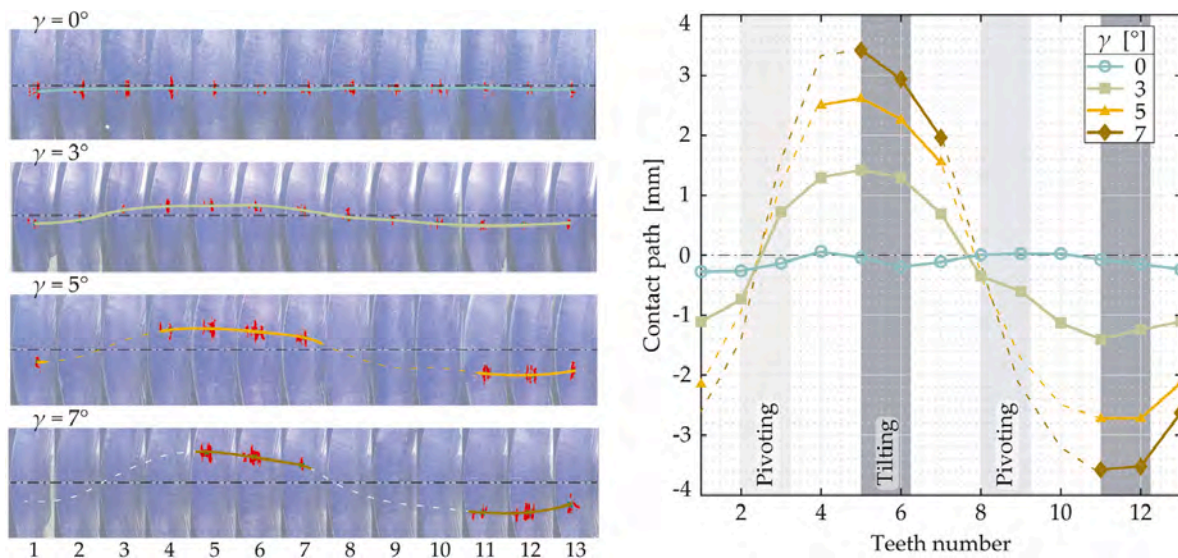 γ = 0°
γ = 3°
γ = 5°
γ = 7°
1 2 3 4 5 6 7 8 9 10 11 12 13
4
3
2
1
0
-1
-2
-3
-4
Contact path [mm]
Pivoting
Tilting
Pivoting
γ [°]
0
3
5
7
2 4 6 8 10 12
Teeth number